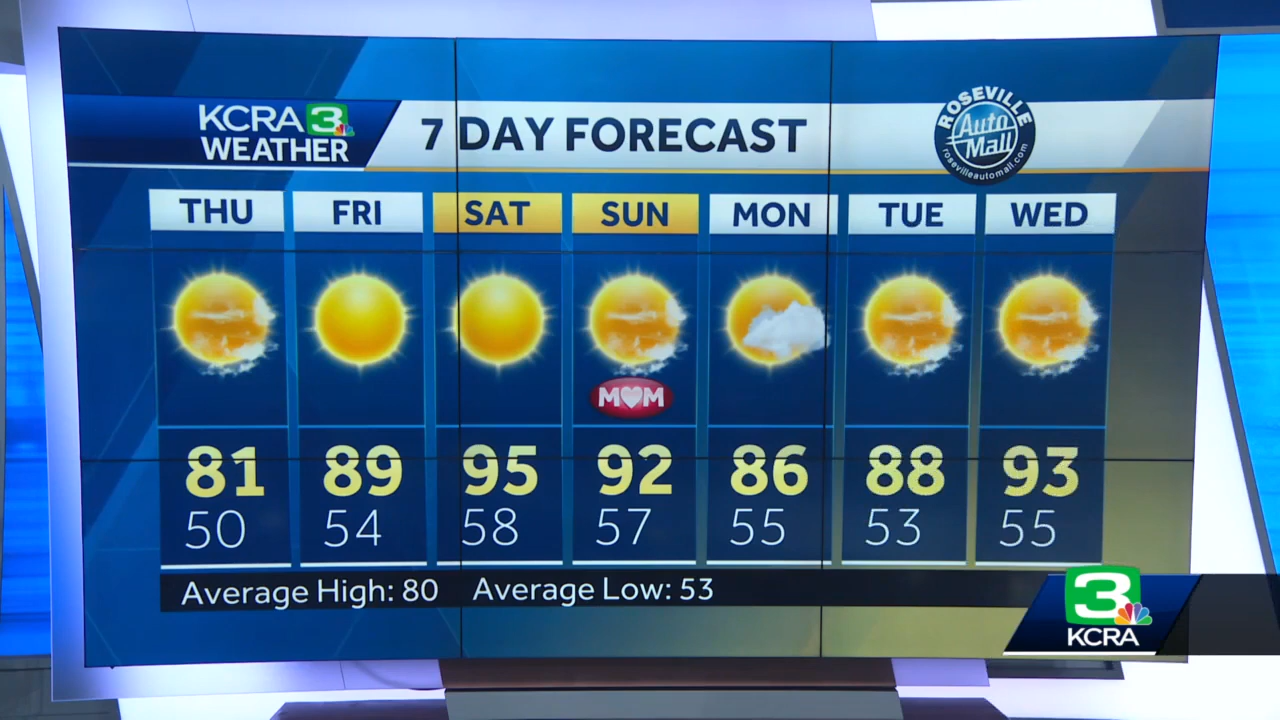 KCRA 3
WEATHER
7 DAY FORECAST
ROSEVILLE
Auto
Mall
rosevilleautomall.com
THU FRI SAT SUN MON TUE WED
M M
81 89 95 92 86 88 93
50 54 58 57 55 53 55
Average High: 80 Average Low: 53
3
KCRA